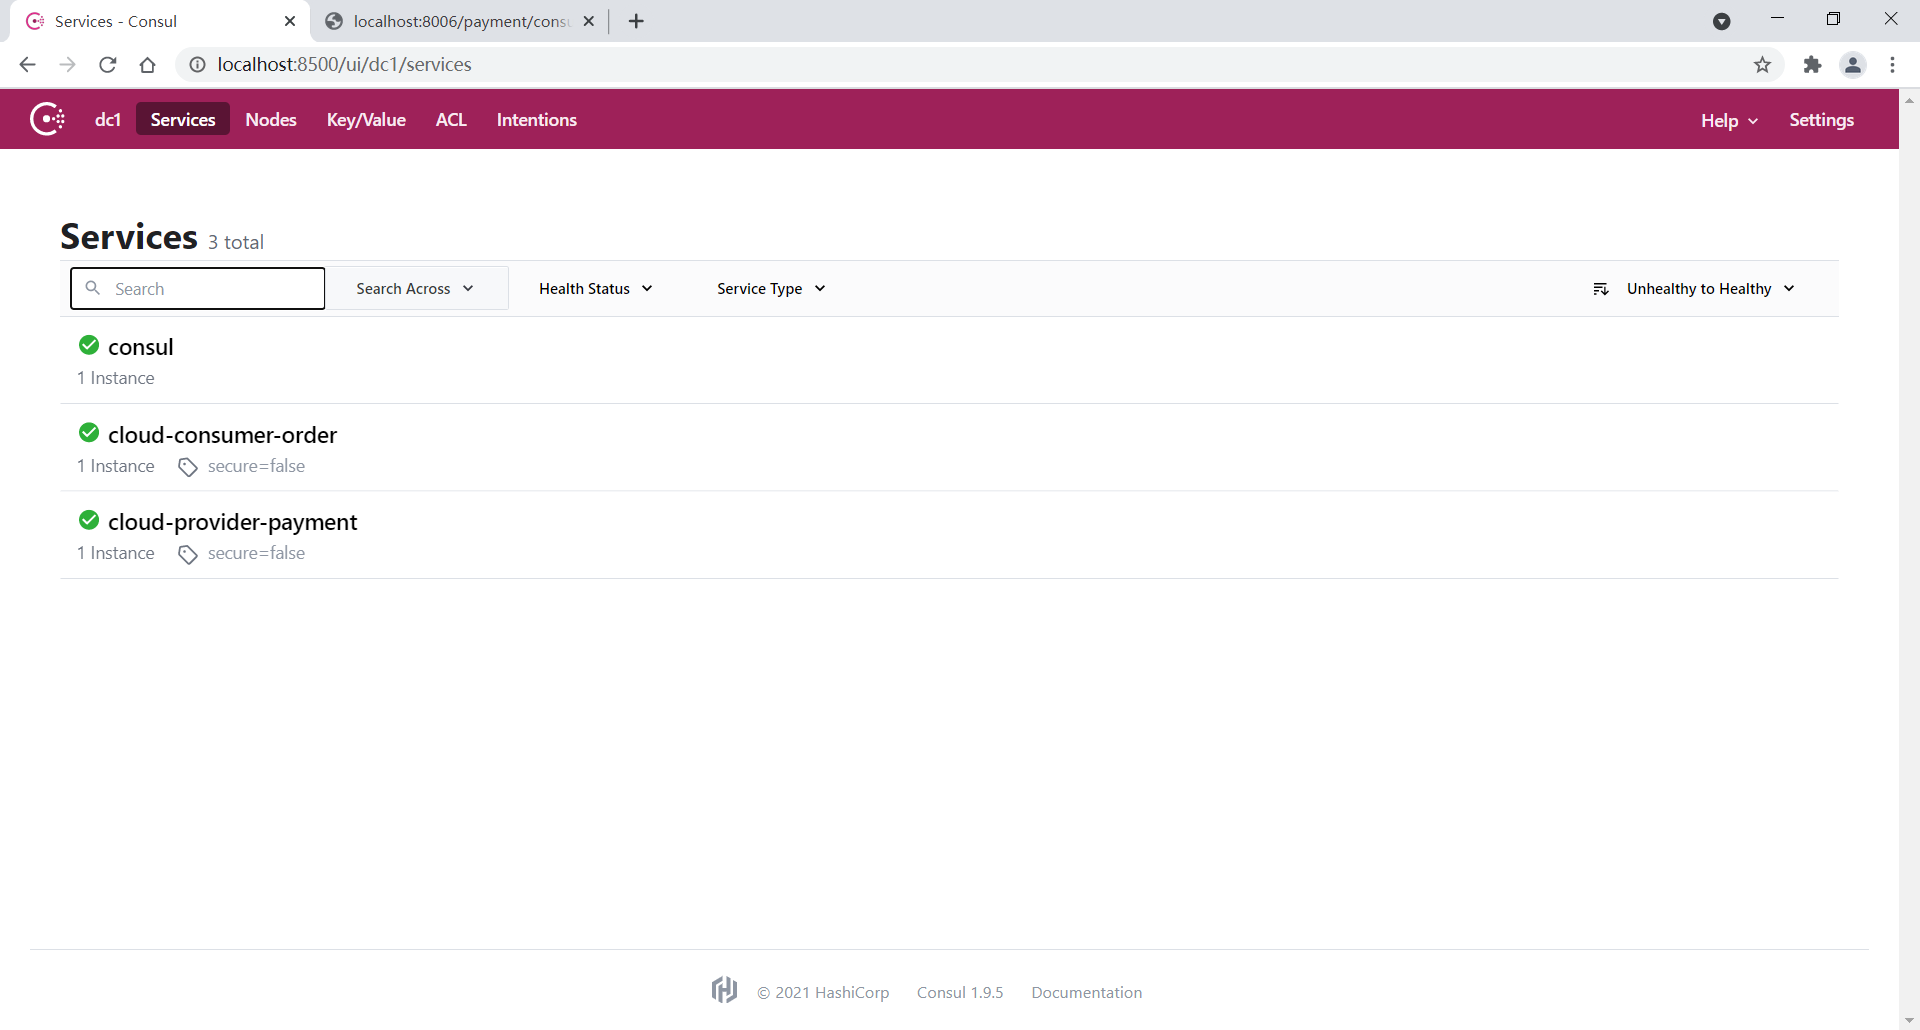 Services - Consul
localhost:8006/payment/cons
localhost:8500/ui/dc1/services
dc1 Services Nodes Key/Value ACL Intentions Help Settings
Services 3 total
Search Search Across Health Status Service Type Unhealthy to Healthy
consul
1 Instance
cloud-consumer-order
1 Instance secure=false
cloud-provider-payment
1 Instance secure=false
© 2021 HashiCorp Consul 1.9.5 Documentation